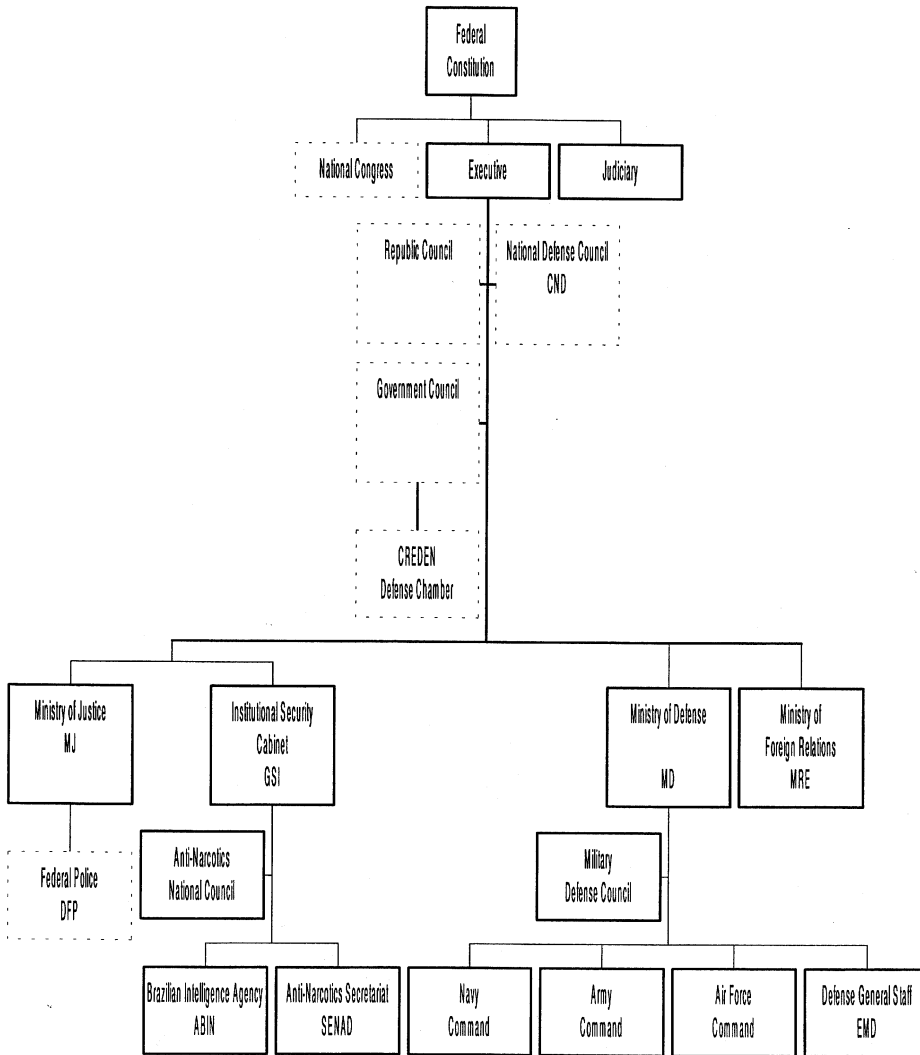 Federal
Constitution
National Congress
Executive
Judiciary
Republic Council
National Defense Council
CND
Government Council
CREDEN
Defense Chamber
Ministry of Justice
MJ
Institutional Security
Cabinet
GSI
Ministry of Defense
MD
Ministry of
Foreign Relations
MRE
Anti-Narcotics
National Council
Military
Defense Council
Federal Police
DFP
Brazilian Intelligence Agency
ABIN
Anti-Narcotics Secretariat
SENAD
Navy
Command
Army
Command
Air Force
Command
Defense General Staff
EMD